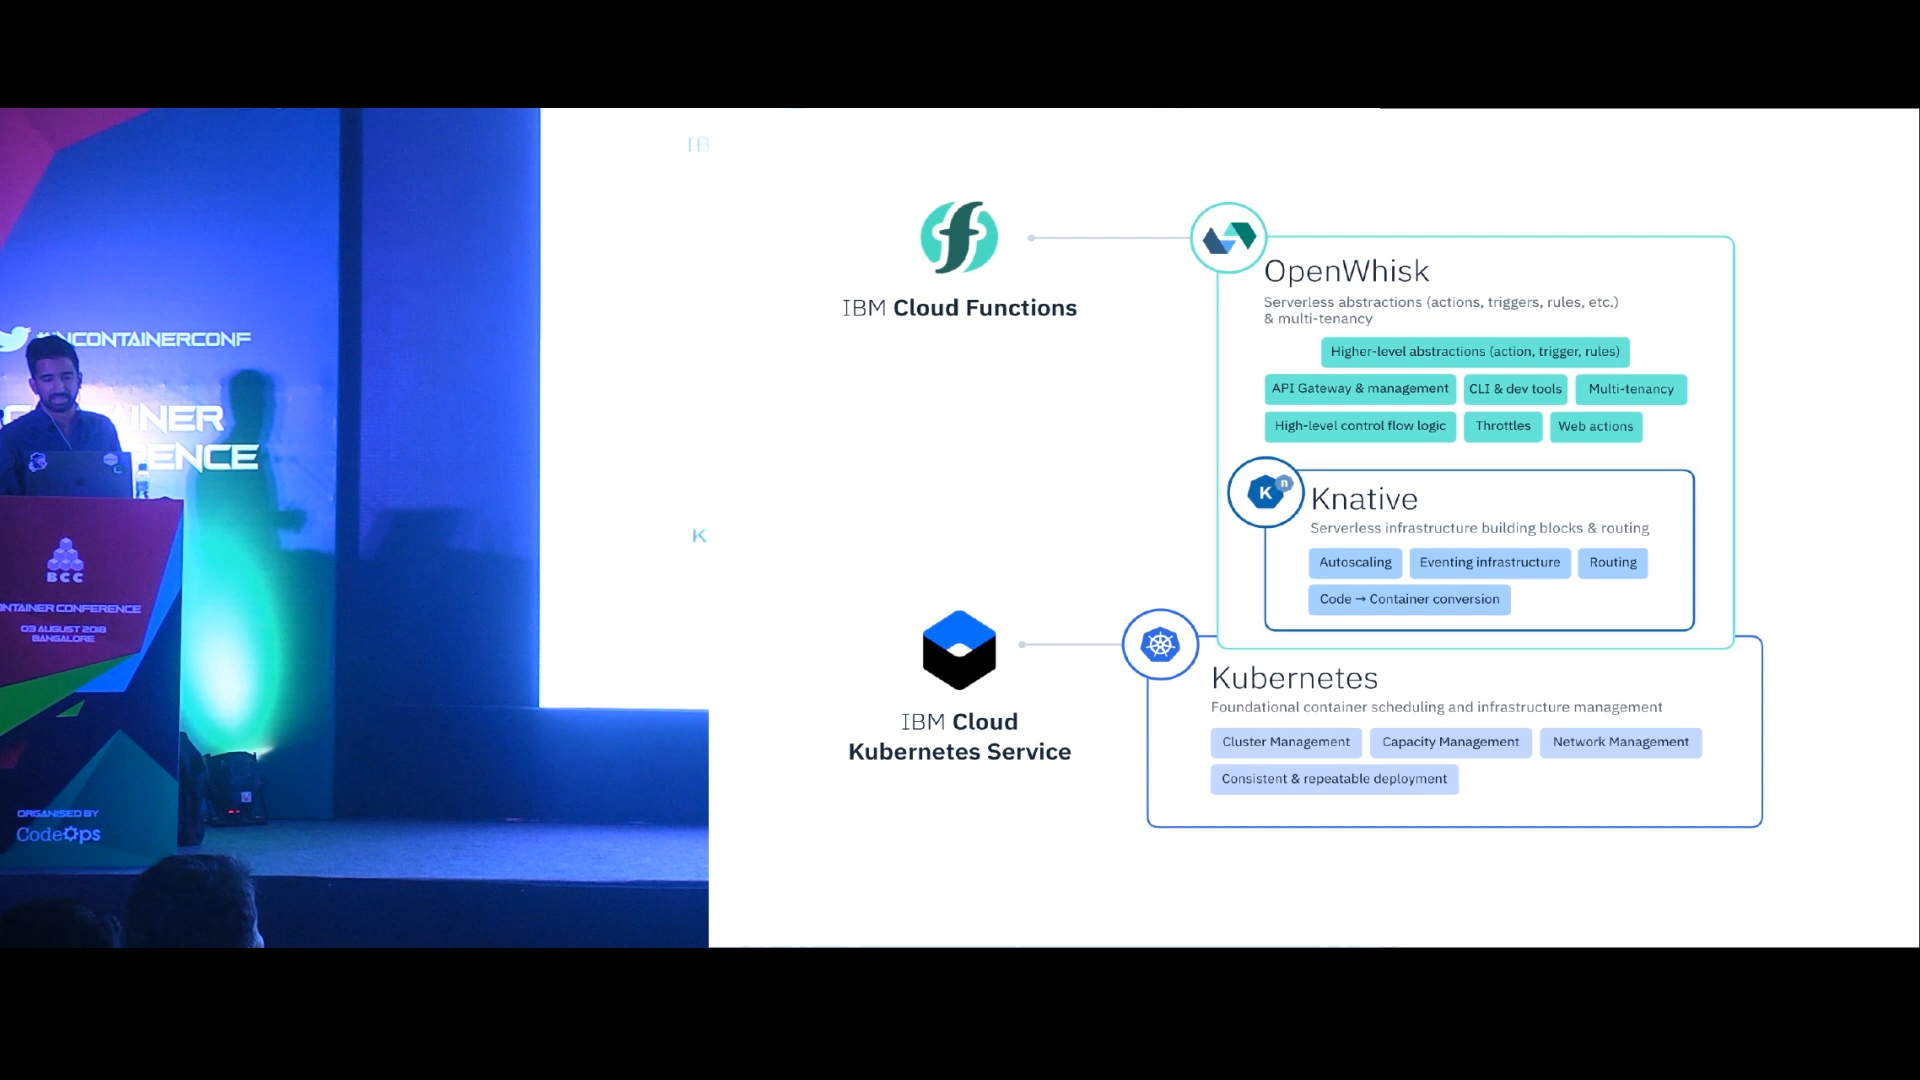 CONTAINERCONF
BCC
CONTAINER CONFERENCE
03 AUGUST 2018
BANGALORE
ORGANISED BY
CodeOps
IB
K
IBM Cloud Functions
OpenWhisk
Serverless abstractions (actions, triggers, rules, etc.)
& multi-tenancy
Higher-level abstractions (action, trigger, rules)
API Gateway & management
CLI & dev tools
Multi-tenancy
High-level control flow logic
Throttles
Web actions
K
n
Knative
Serverless infrastructure building blocks & routing
Autoscaling
Eventing infrastructure
Routing
Code → Container conversion
IBM Cloud
Kubernetes Service
Kubernetes
Foundational container scheduling and infrastructure management
Cluster Management
Capacity Management
Network Management
Consistent & repeatable deployment